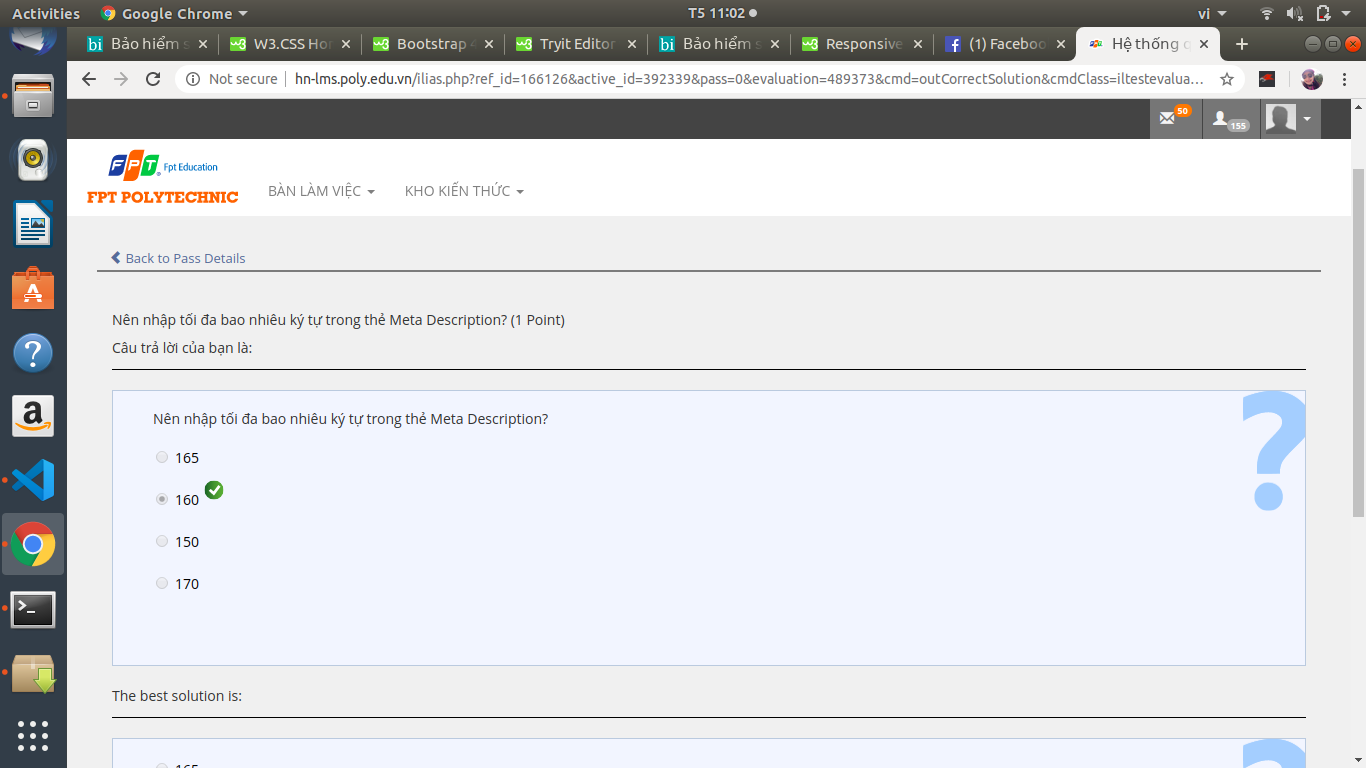 Activities
Google Chrome
T5 11:02
vi
Bảo hiểm s
W3.CSS Ho
Bootstrap 4
Tryit Editor
Bảo hiểm s
Responsive
(1) Faceboo
Hệ thống q
Not secure
hn-lms.poly.edu.vn/ilias.php?ref_id=166126&active_id=392339&pass=0&evaluation=489373&cmd=outCorrectSolution&cmdClass=iltestevalua...
50
155
FPT Fpt Education
FPT POLYTECHNIC
BÀN LÀM VIỆC
KHO KIẾN THỨC
Back to Pass Details
Nên nhập tối đa bao nhiêu ký tự trong thẻ Meta Description? (1 Point)
Câu trả lời của bạn là:
Nên nhập tối đa bao nhiêu ký tự trong thẻ Meta Description?
165
160
150
170
The best solution is:
165